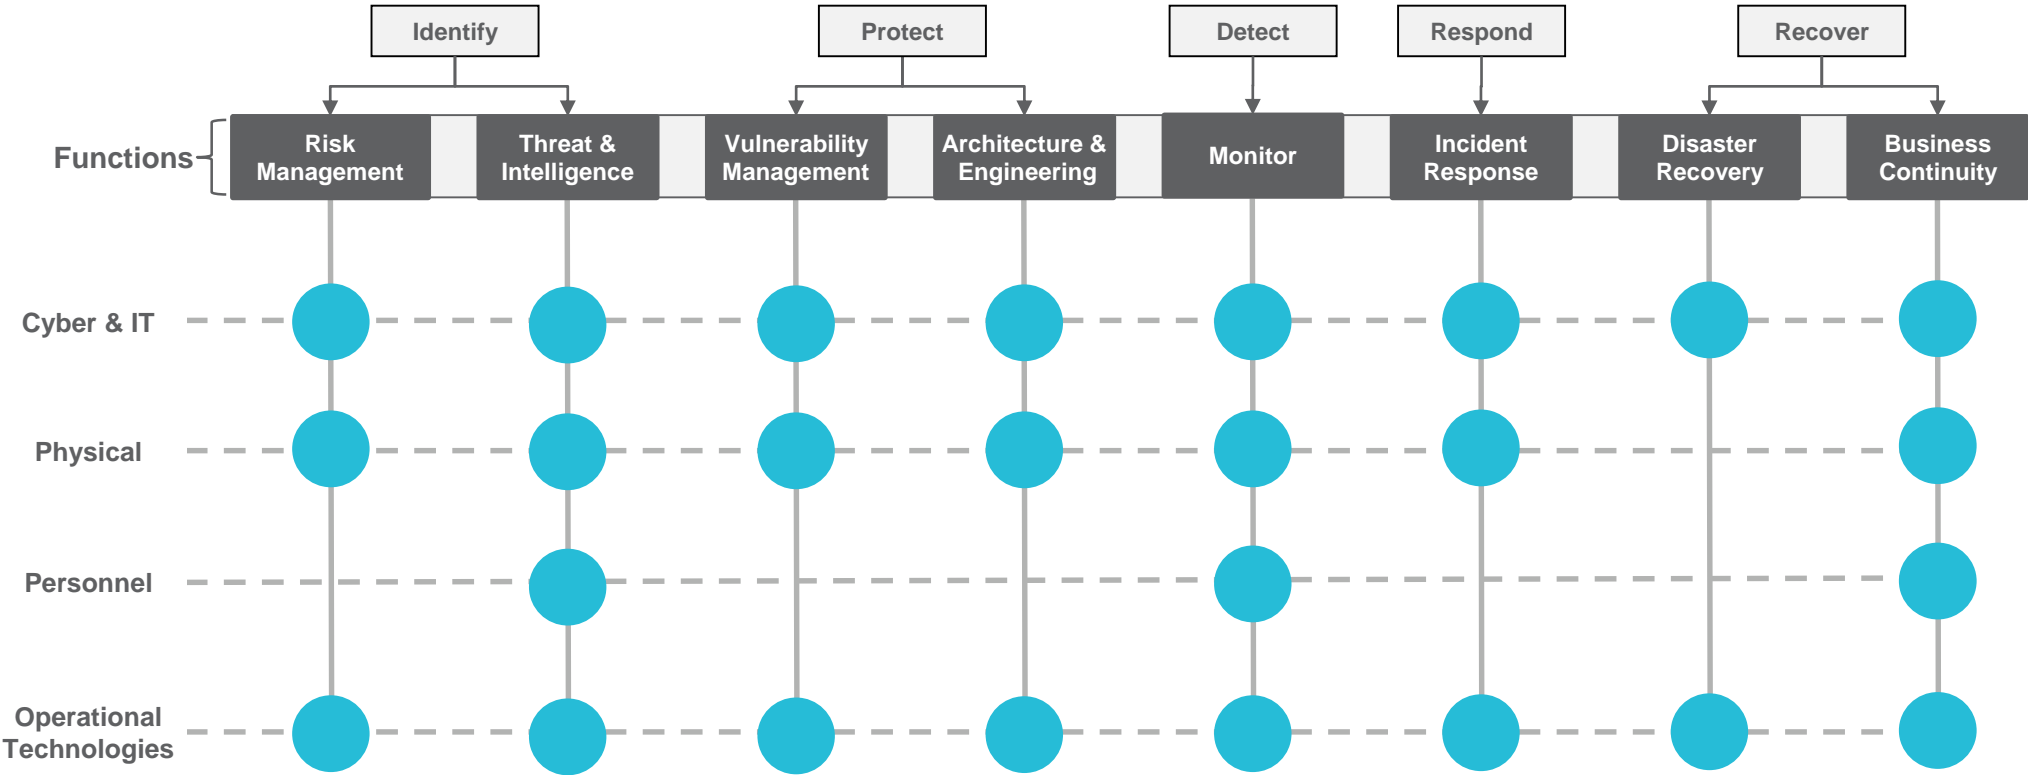 Identify
Protect
Detect
Respond
Recover
Functions
Risk
Management
Threat &
Intelligence
Vulnerability
Management
Architecture &
Engineering
Monitor
Incident
Response
Disaster
Recovery
Business
Continuity
Cyber & IT
Physical
Personnel
Operational
Technologies